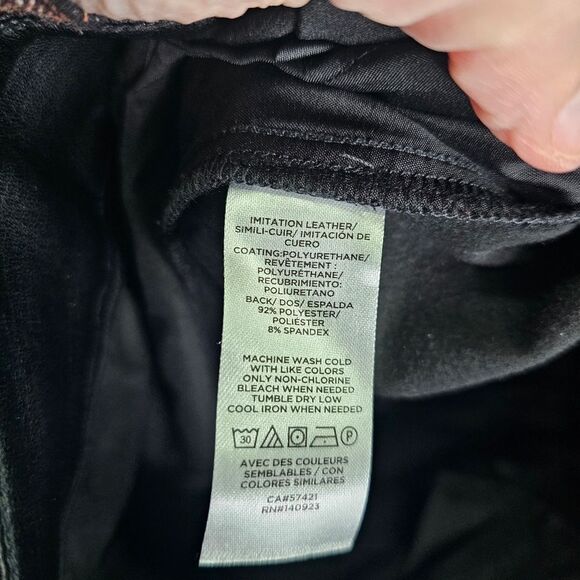 IMITATION LEATHER/
SIMILI-CUIR/ IMITACIÓN DE
CUERO
COATING:POLYURETHANE/
REVÊTEMENT :
POLYURÉTHANE/
RECUBRIMIENTO:
POLIURETANO
BACK/ DOS/ ESPALDA
92% POLYESTER/
POLIÉSTER
8% SPANDEX
MACHINE WASH COLD
WITH LIKE COLORS
ONLY NON-CHLORINE
BLEACH WHEN NEEDED
TUMBLE DRY LOW
COOL IRON WHEN NEEDED
30 P
AVEC DES COULEURS
SEMBLABLES / CON
COLORES SIMILARES
CA#57421
RN#140923